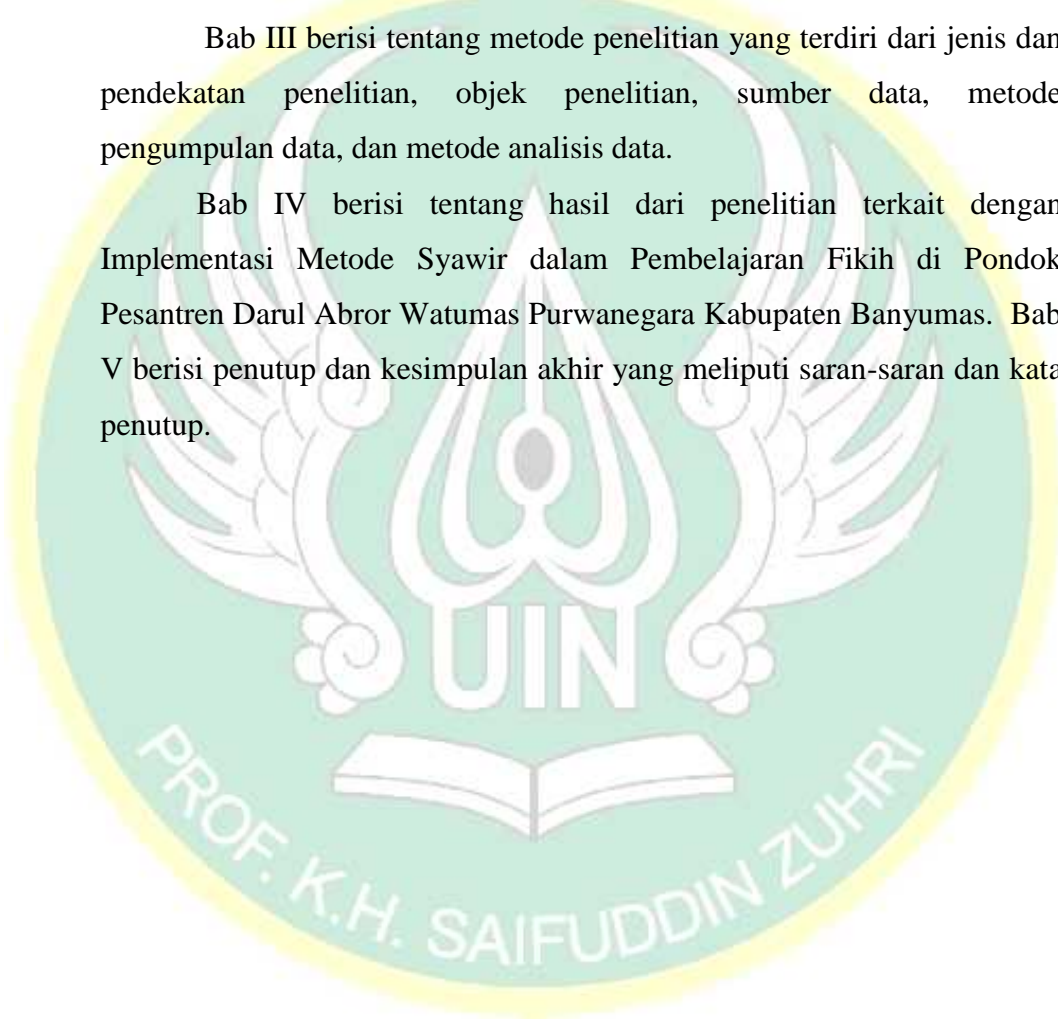 Bab III berisi tentang metode penelitian yang terdiri dari jenis dan
pendekatan penelitian, objek penelitian, sumber data, metode
pengumpulan data, dan metode analisis data.
Bab IV berisi tentang hasil dari penelitian terkait dengan
Implementasi Metode Syawir dalam Pembelajaran Fikih di Pondok
Pesantren Darul Abror Watumas Purwanegara Kabupaten Banyumas. Bab
V berisi penutup dan kesimpulan akhir yang meliputi saran-saran dan kata
penutup.
UIN
PROF. K.H. SAIFUDDIN ZUHRI